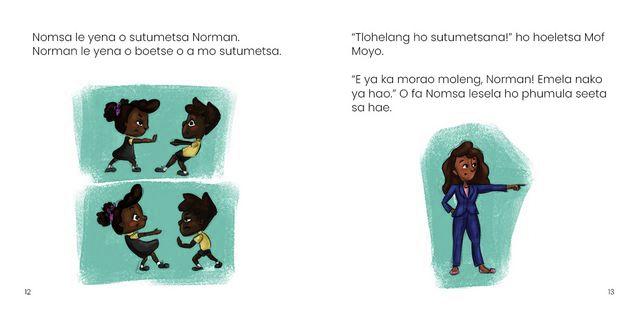 Nomsa le yena o sutumetsa Norman.
Norman le yena o boetse o a mo sutumetsa.
12
“Tlohelang ho sutumetsana!” ho hoeletsa Mof
Moyo.
“E ya ka morao moleng, Norman! Emela nako
ya hao.” O fa Nomsa lesela ho phumula seeta
sa hae.
13